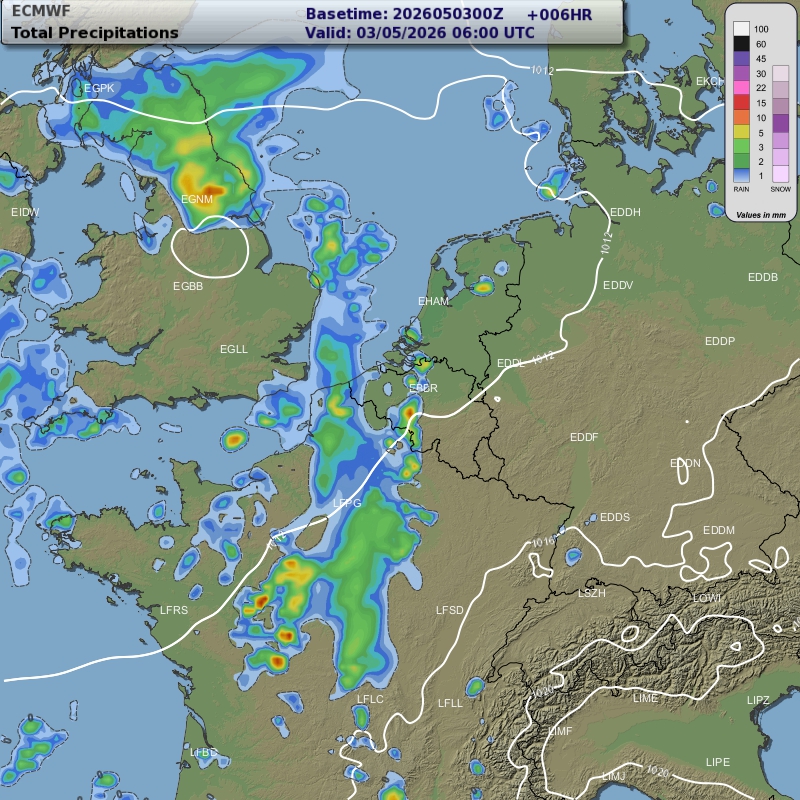 ECMWF
Basetime: 2026050300Z +006HR
Total Precipitations
Valid: 03/05/2026 06:00 UTC
100
60
45
30
22
15
10
5
3
2
1
RAIN
SNOW
Values in mm
1012
EGPK
EKCH
EGNM
EIDW
EDDH
1012
EGBB
EDDV
EDDB
EHAM
EGLL
EDDP
EDDL
1012
EBBR
EDDF
EDDN
LFPG
EDDS
EDDM
1016
LFRS
LFSD
LSZH
LOWI
1020
LFLC
LFLL
LIME
LIPZ
LIMF
LFBD
LIPE
LIMJ
1020